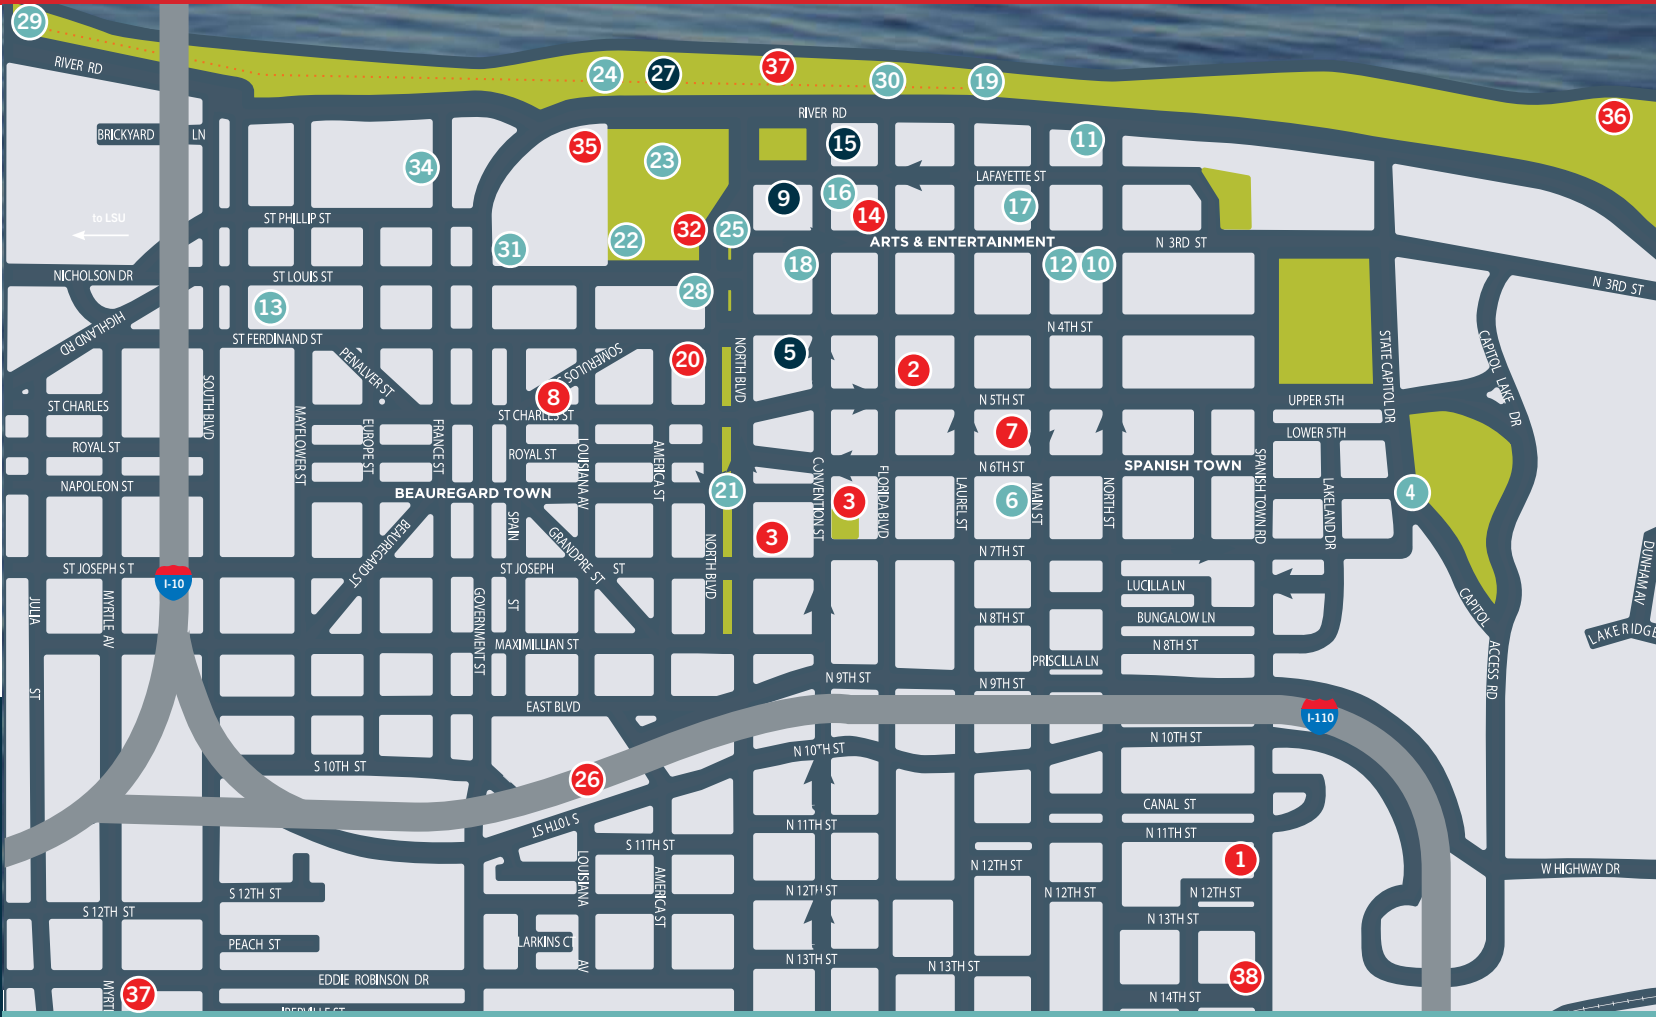 29
RIVER RD
24
27
37
30
19
36
RIVER RD
BRICKYARD LN
34
35
23
15
11
LAFAYETTE ST
16
9
14
17
to LSU
ST PHILLIP ST
31
22
32
25
ARTS & ENTERTAINMENT
N 3RD ST
18
12
10
NICHOLSON DR
ST LOUIS ST
28
N 3RD ST
13
HIGHLAND RD
ST FERDINAND ST
N 4TH ST
PENALVER ST
SOMERULOS S
20
NORTH BLVD
5
2
STATE CAPITOL DR
CAPITOL LAKE DR
SOUTH BLVD
8
ST CHARLES
ST CHARLES ST
N 5TH ST
UPPER 5TH
MAYFLOWER ST
EUROPE ST
FRANCE ST
7
LOWER 5TH
ROYAL ST
ROYAL ST
LOUISIANA AV
AMERICA ST
N 6TH ST
SPANISH TOWN
SPANISH TOWN RD
LAKELAND DR
NAPOLEON ST
BEAUREGARD TOWN
21
CONVENTION ST
3
FLORIDA BLVD
LAUREL ST
6
MAIN ST
NORTH ST
4
BEAUREGARD ST
SPAIN
GRANDPRE ST
NORTH BLVD
3
N 7TH ST
ST JOSEPH S T
I-10
ST JOSEPH ST
DUNHAM AV
JULIA
MYRTLE AV
GOVERNMENT ST
ST
LUCILLA LN
CAPITOL
N 8TH ST
BUNGALOW LN
LAKE RIDGE
MAXIMILLIAN ST
N 8TH ST
PRISCILLA LN
ACCESS RD
ST
N 9TH ST
N 9TH ST
EAST BLVD
I-110
N 10TH ST
N 10TH ST
S 10TH ST
26
CANAL ST
S 10TH ST
N 11TH ST
N 11TH ST
S 11TH ST
1
N 12TH ST
W HIGHWAY DR
LOUISIANA
AMERICA ST
S 12TH ST
N 12TH ST
N 12TH ST
N 12TH ST
S 12TH ST
N 13TH ST
PEACH ST
LARKINS CT
N 13TH ST
N 13TH ST
AV
EDDIE ROBINSON DR
38
MYRT
37
N 14TH ST
IBERVILLE ST